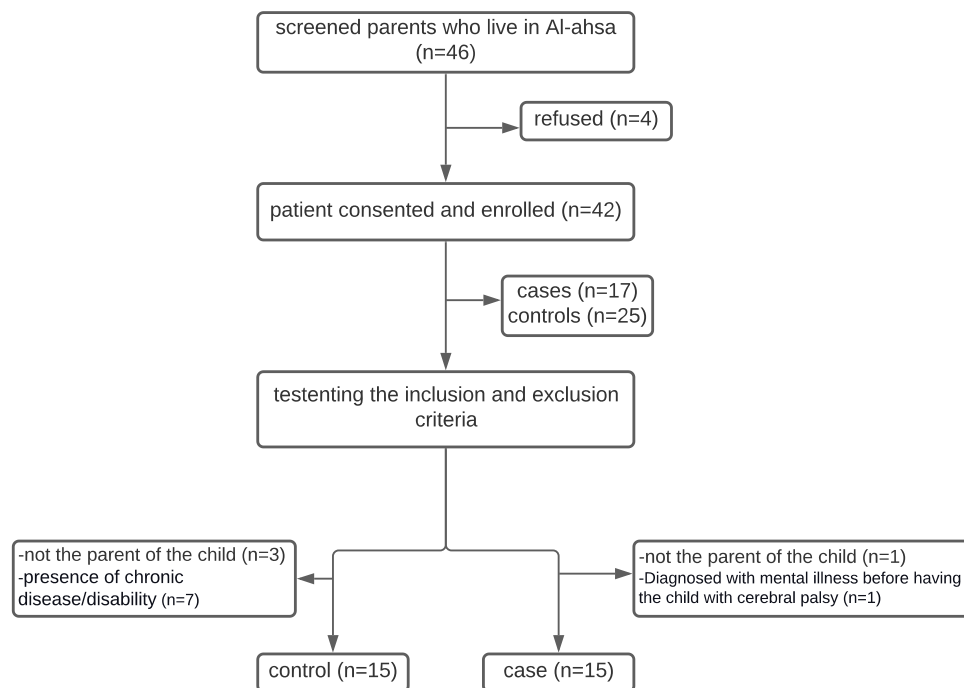 screened parents who live in Al-ahsa
(n=46)
refused (n=4)
patient consented and enrolled (n=42)
cases (n=17)
controls (n=25)
testenting the inclusion and exclusion
criteria
-not the parent of the child (n=3)
-presence of chronic
disease/disability (n=7)
-not the parent of the child (n=1)
-Diagnosed with mental illness before having
the child with cerebral palsy (n=1)
control (n=15)
case (n=15)